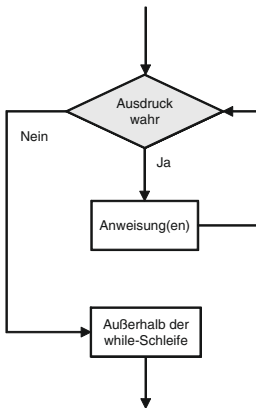 Ausdruck
wahr
Nein
Ja
Anweisung(en)
Außerhalb der
while-Schleife